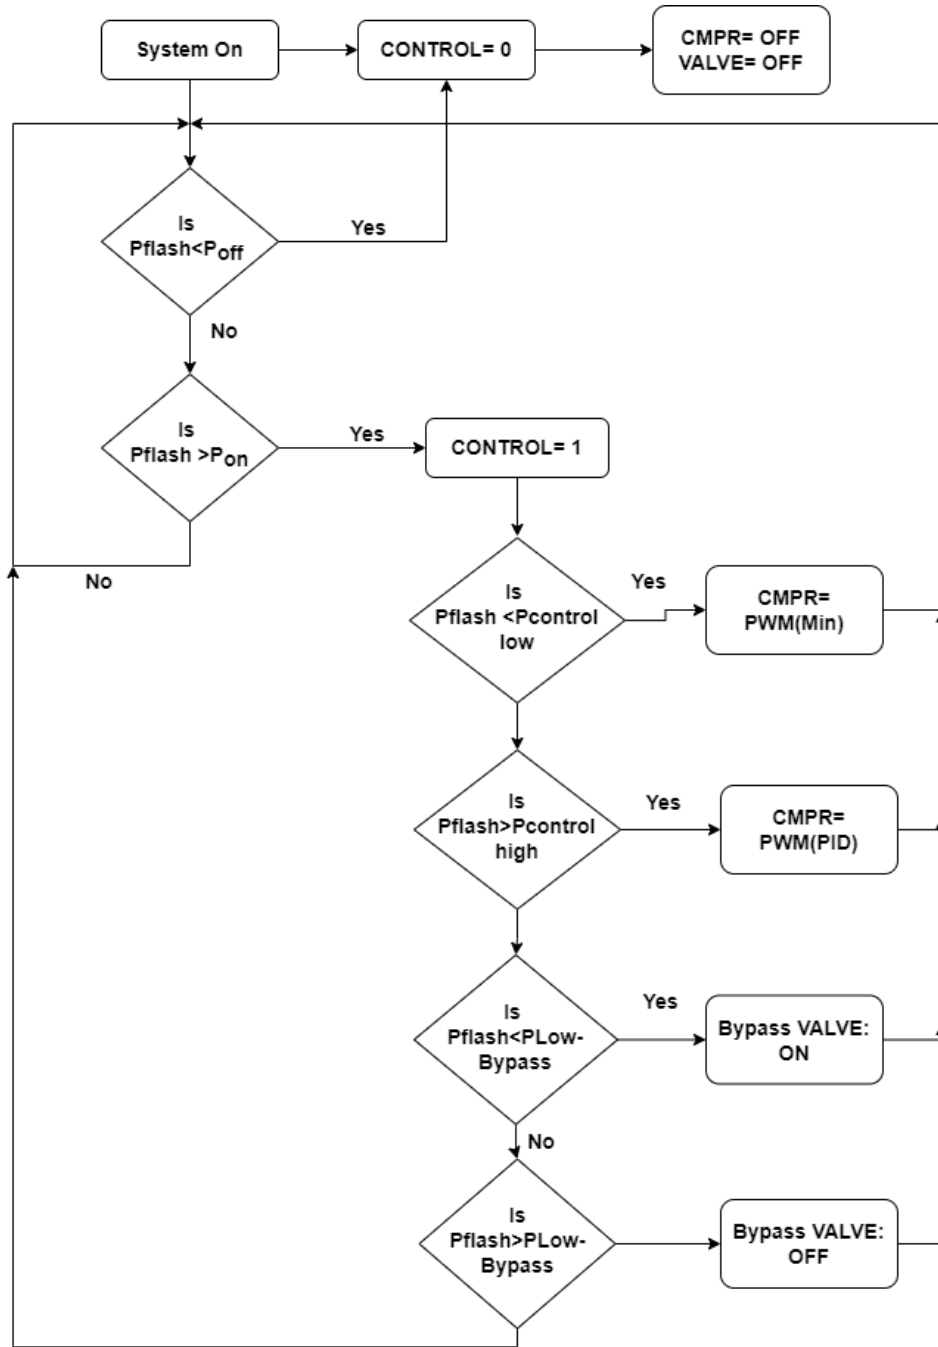 System On
CONTROL= 0
CMPR= OFF
VALVE= OFF
Is
Pflash<Poff
Yes
No
Is
Pflash >Pon
Yes
CONTROL= 1
No
Is
Pflash <Pcontrol
low
Yes
CMPR=
PWM(Min)
Is
Pflash>Pcontrol
high
Yes
CMPR=
PWM(PID)
Is
Pflash<PLow-
Bypass
Yes
Bypass VALVE:
ON
No
Is
Pflash>PLow-
Bypass
Bypass VALVE:
OFF